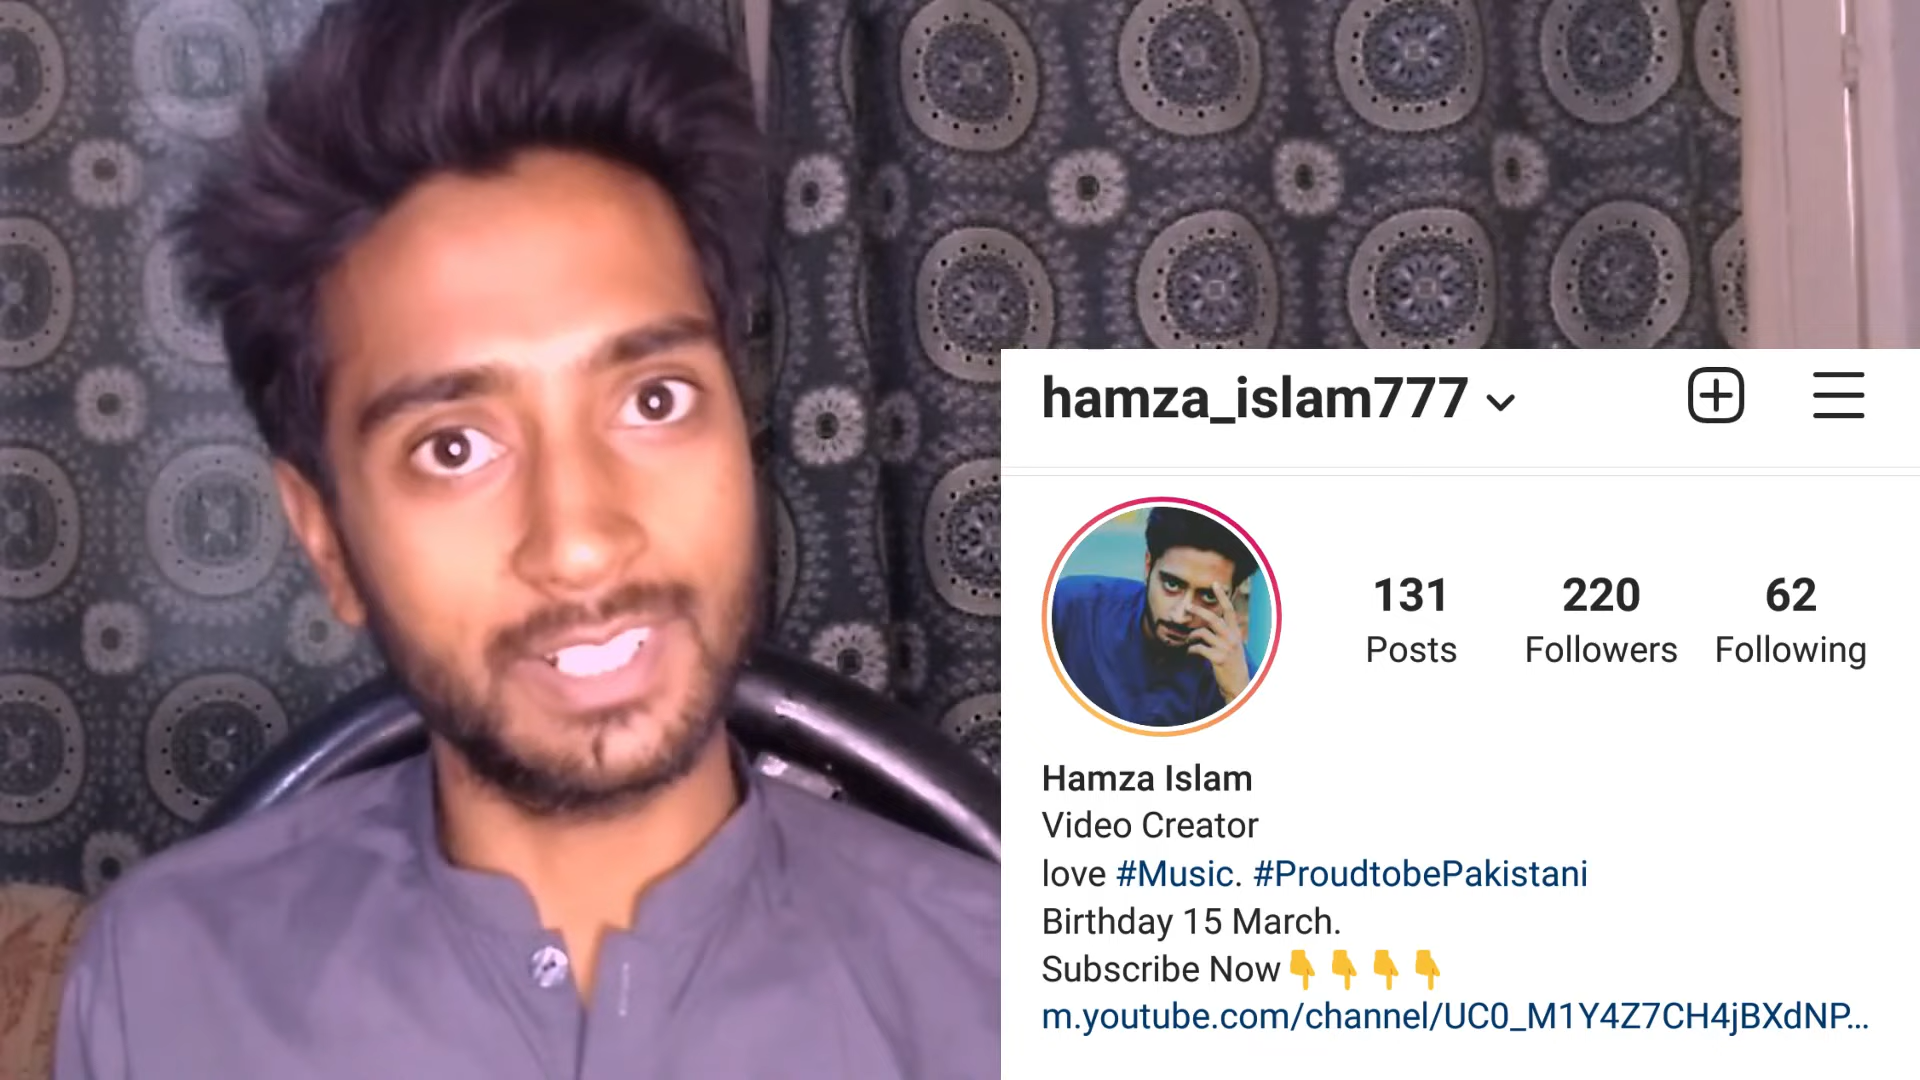 hamza_islam777
131
220
62
Posts
Followers
Following
Hamza Islam
Video Creator
love #Music. #ProudtobePakistani
Birthday 15 March.
Subscribe Now👇👇👇👇
m.youtube.com/channel/UC0_M1Y4Z7CH4jBXdNP...